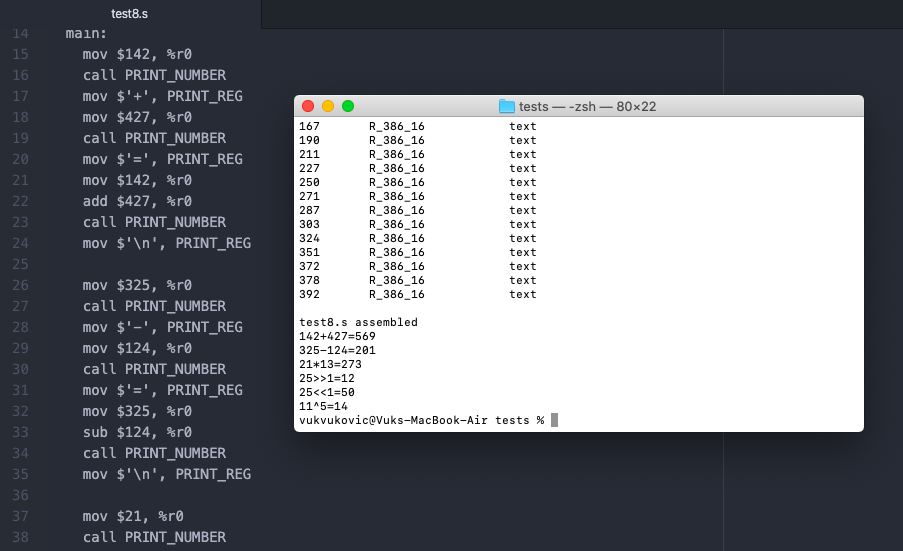 test8.s
14 main:
15 mov $142, %r0
16 call PRINT_NUMBER
17 mov $'+', PRINT_REG
18 mov $427, %r0
19 call PRINT_NUMBER
20 mov $'=', PRINT_REG
21 mov $142, %r0
22 add $427, %r0
23 call PRINT_NUMBER
24 mov $'\n', PRINT_REG
25
26 mov $325, %r0
27 call PRINT_NUMBER
28 mov $'-', PRINT_REG
29 mov $124, %r0
30 call PRINT_NUMBER
31 mov $'=', PRINT_REG
32 mov $325, %r0
33 sub $124, %r0
34 call PRINT_NUMBER
35 mov $'\n', PRINT_REG
36
37 mov $21, %r0
38 call PRINT_NUMBER
tests — -zsh — 80×22
167 R_386_16 text
190 R_386_16 text
211 R_386_16 text
227 R_386_16 text
250 R_386_16 text
271 R_386_16 text
287 R_386_16 text
303 R_386_16 text
324 R_386_16 text
351 R_386_16 text
372 R_386_16 text
378 R_386_16 text
392 R_386_16 text
test8.s assembled
142+427=569
325-124=201
21*13=273
25>>1=12
25<<1=50
11^5=14
vukvukovic@Vuks-MacBook-Air tests %